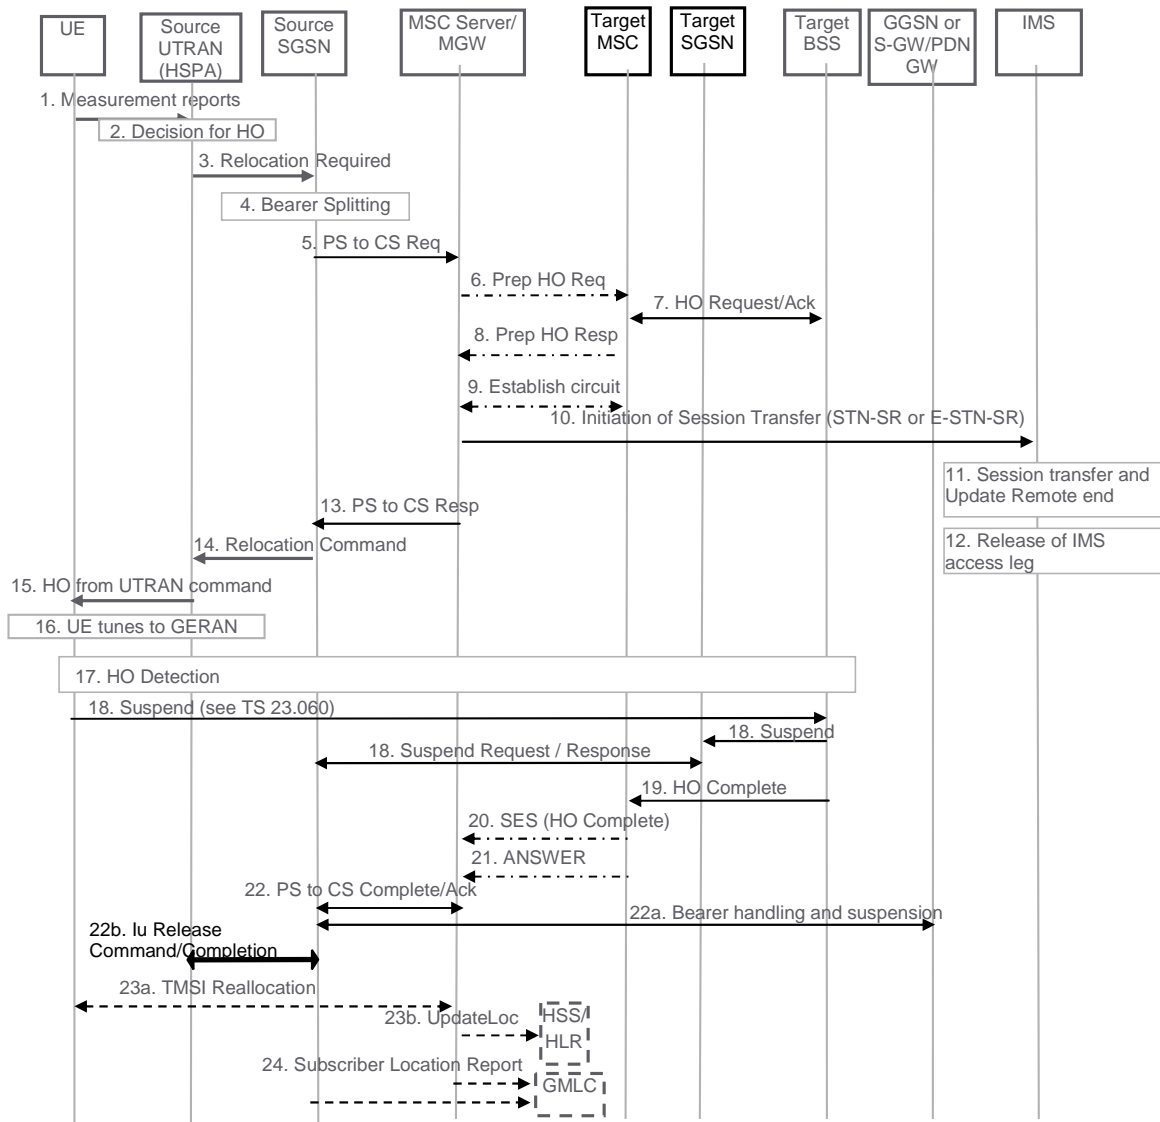 UE
Source
UTRAN
(HSPA)
Source
SGSN
MSC Server/
MGW
Target
MSC
Target
SGSN
Target
BSS
GGSN or
S-GW/PDN
GW
IMS
1. Measurement reports
2. Decision for HO
3. Relocation Required
4. Bearer Splitting
5. PS to CS Req
6. Prep HO Req
7. HO Request/Ack
8. Prep HO Resp
9. Establish circuit
10. Initiation of Session Transfer (STN-SR or E-STN-SR)
11. Session transfer and
Update Remote end
13. PS to CS Resp
12. Release of IMS
access leg
14. Relocation Command
15. HO from UTRAN command
16. UE tunes to GERAN
17. HO Detection
18. Suspend (see TS 23.060)
18. Suspend
18. Suspend Request / Response
19. HO Complete
20. SES (HO Complete)
21. ANSWER
22. PS to CS Complete/Ack
22a. Bearer handling and suspension
22b. Iu Release
Command/Completion
23a. TMSI Reallocation
23b. UpdateLoc
HSS/
HLR
24. Subscriber Location Report
GMLC